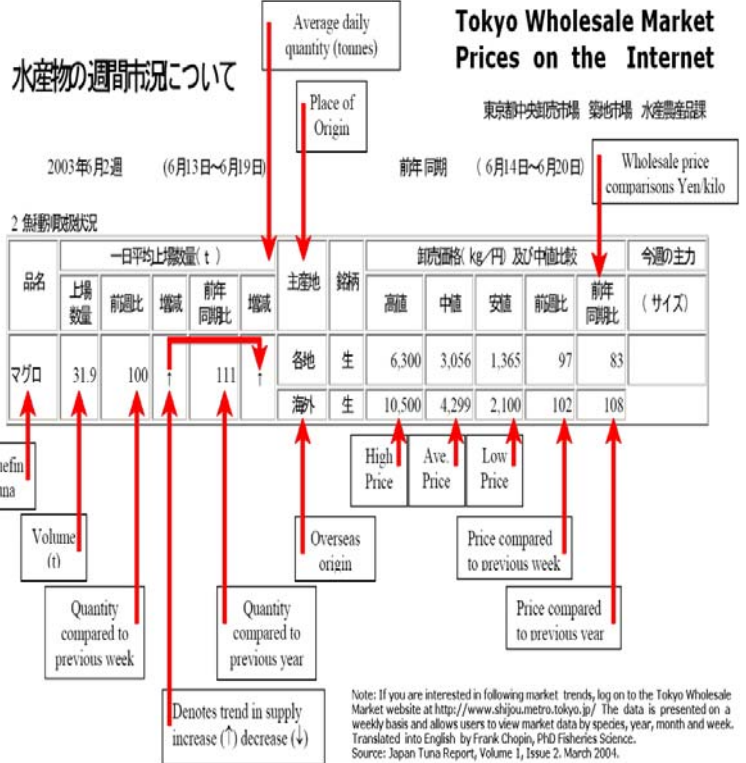 Average daily
quantity (tonnes)
Tokyo Wholesale Market
Prices on the Internet
水産物の週間市況について
Place of
Origin
東京都中央卸売市場 築地市場 水産農産品課
2003年6月2週 (6月13日～6月19日) 前年同期 (6月14日～6月20日)
Wholesale price
comparisons Yen/kilo
2 魚種別取扱状況
品名 一日平均上場数量(t) 主産地 銘柄 卸売価格(kg/円)及び中値比較 今週の主力
上場数量 前週比 増減 前年同期比 増減 高値 中値 安値 前週比 前年同期比 (サイズ)
マグロ 31.9 100 ↑ 111 ↑ 各地 生 6,300 3,056 1,365 97 83
海外 生 10,500 4,299 2,100 102 108
efin
una
High
Price
Ave.
Price
Low
Price
Volume
(t)
Overseas
origin
Price compared
to previous week
Quantity
compared to
previous week
Quantity
compared to
previous year
Price compared
to previous year
Denotes trend in supply
increase (↑) decrease (↓)
Note: If you are interested in following market trends, log on to the Tokyo Wholesale
Market website at http://www.shijou.metro.tokyo.jp/ The data is presented on a
weekly basis and allows users to view market data by species, year, month and week.
Translated into English by Frank Chopin, PhD Fisheries Science.
Source: Japan Tuna Report, Volume 1, Issue 2. March 2004.